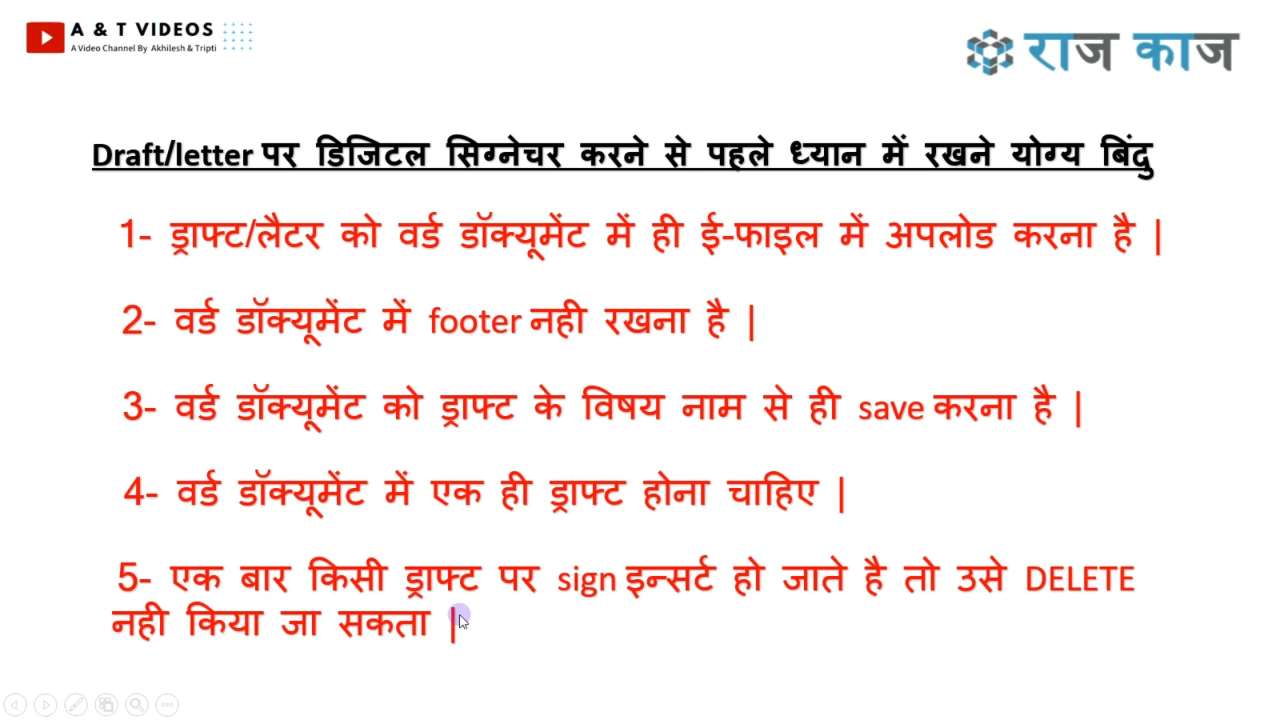 A & T VIDEOS
A Video Channel By Akhilesh & Tripti
राज काज
Draft/letter पर डिजिटल सिग्नेचर करने से पहले ध्यान में रखने योग्य बिंदु
1- ड्राफ्ट/लैटर को वर्ड डॉक्यूमेंट में ही ई-फाइल में अपलोड करना है |
2- वर्ड डॉक्यूमेंट में footer नही रखना है |
3- वर्ड डॉक्यूमेंट को ड्राफ्ट के विषय नाम से ही save करना है |
4- वर्ड डॉक्यूमेंट में एक ही ड्राफ्ट होना चाहिए |
5- एक बार किसी ड्राफ्ट पर sign इन्सर्ट हो जाते है तो उसे DELETE
नही किया जा सकता |